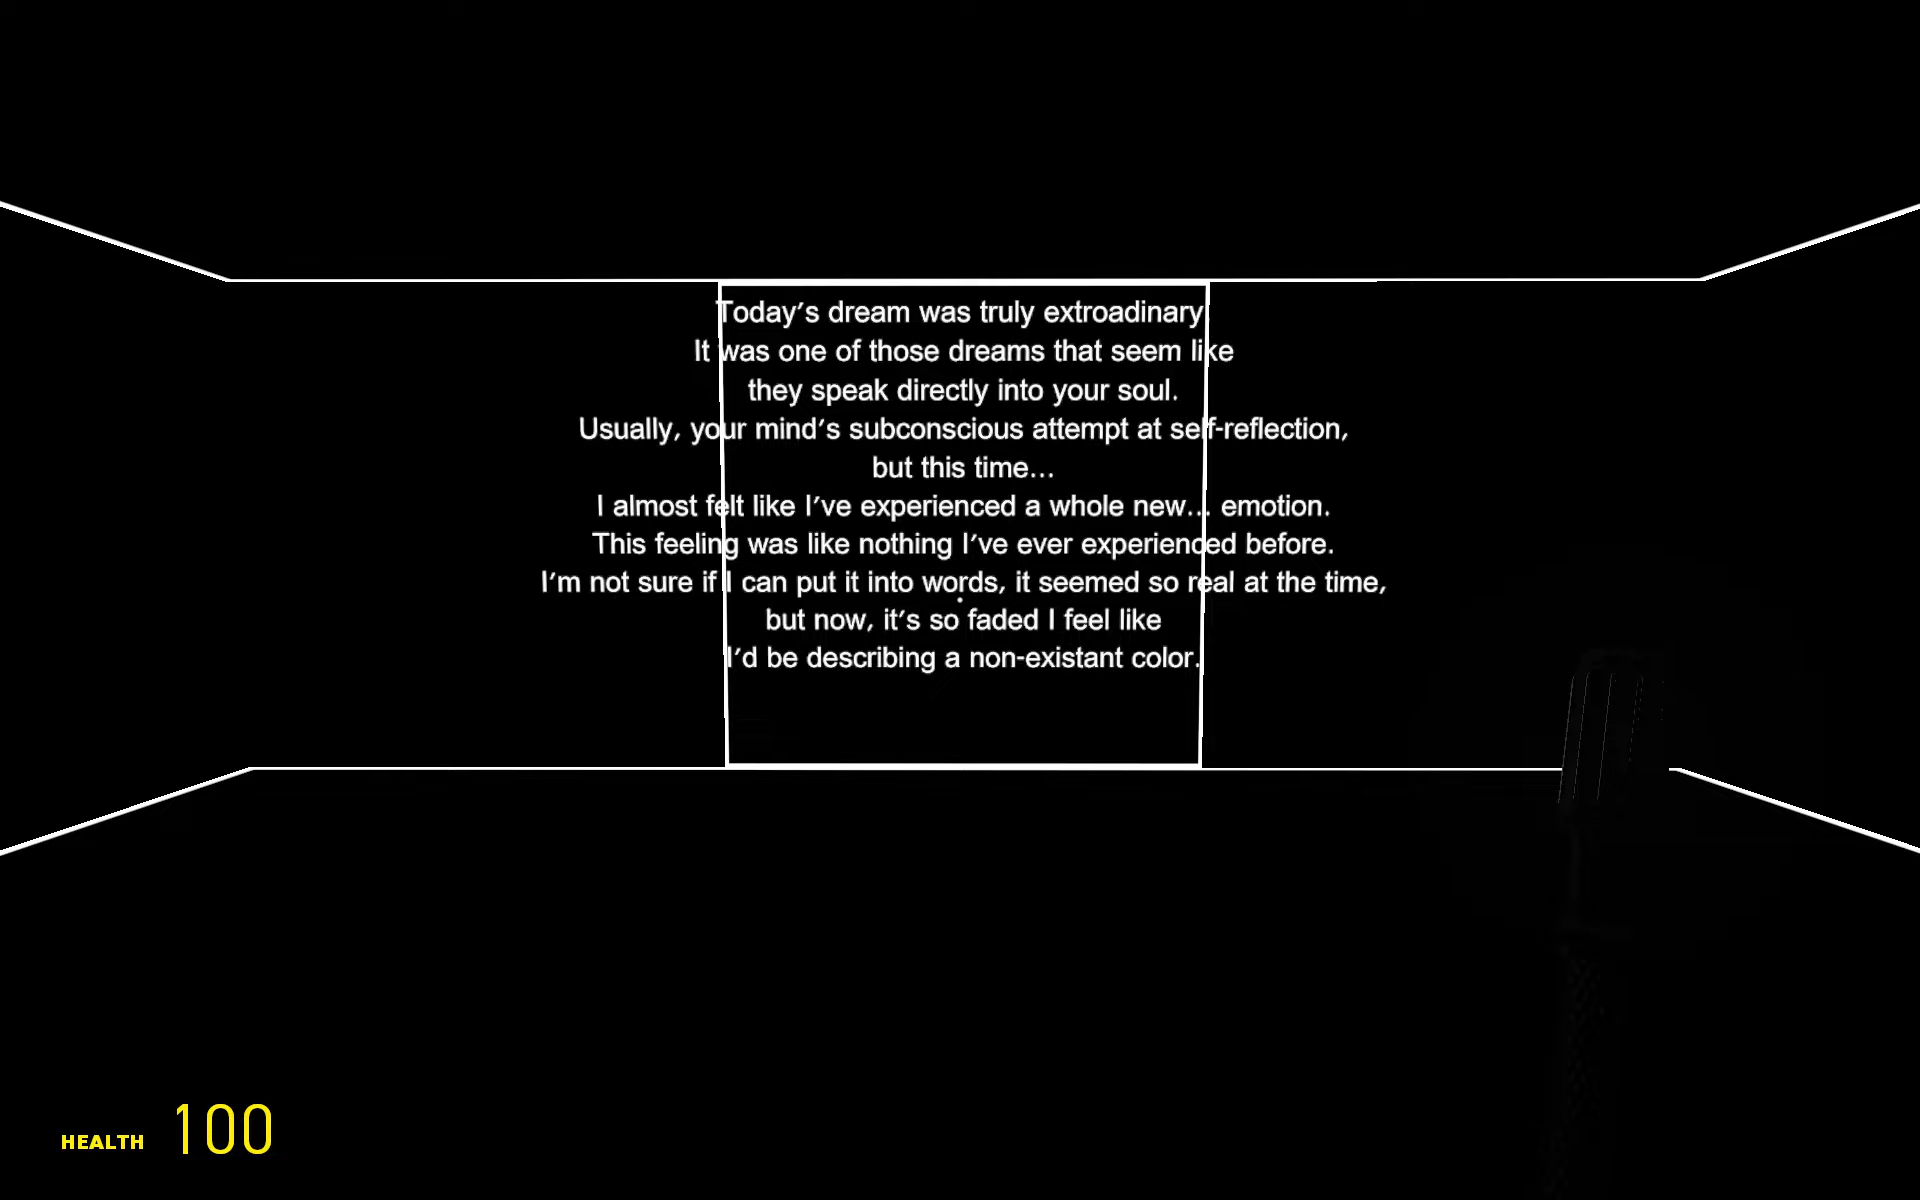 Today's dream was truly extroadinary
It was one of those dreams that seem like
they speak directly into your soul.
Usually, your mind's subconscious attempt at self-reflection,
but this time...
I almost felt like I've experienced a whole new... emotion.
This feeling was like nothing I've ever experienced before.
I'm not sure if I can put it into words, it seemed so real at the time,
but now, it's so faded I feel like
I'd be describing a non-existant color.
HEALTH 100